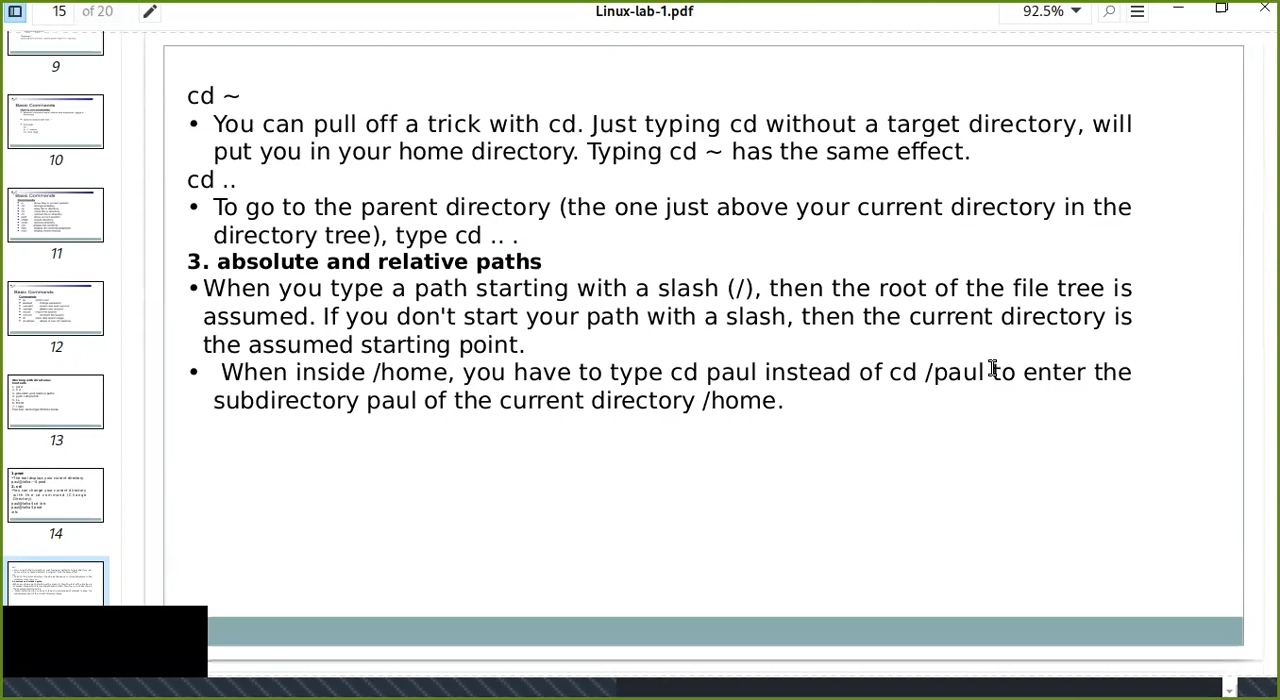 15 of 20
Linux-lab-1.pdf
92.5%
9
Basic Commands
10
Basic Commands
11
Basic Commands
12
13
14
cd ~
• You can pull off a trick with cd. Just typing cd without a target directory, will
put you in your home directory. Typing cd ~ has the same effect.
cd ..
• To go to the parent directory (the one just above your current directory in the
directory tree), type cd .. .
3. absolute and relative paths
• When you type a path starting with a slash (/), then the root of the file tree is
assumed. If you don't start your path with a slash, then the current directory is
the assumed starting point.
• When inside /home, you have to type cd paul instead of cd /paul to enter the
subdirectory paul of the current directory /home.